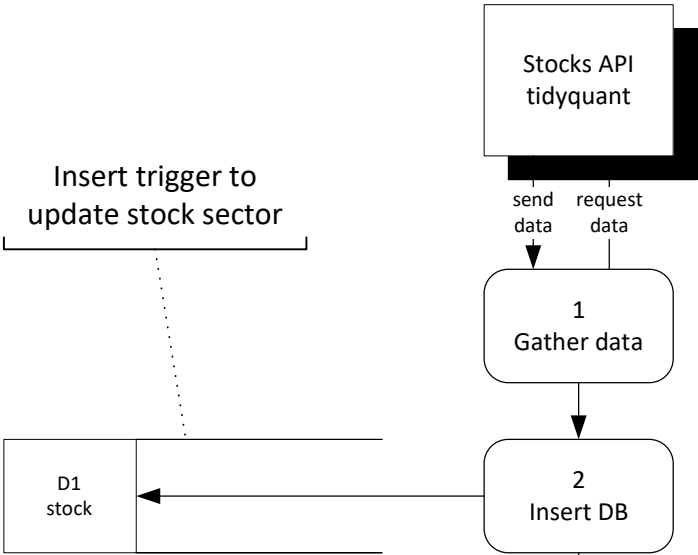 Stocks API
tidyquant
Insert trigger to
update stock sector
send request
data data
1
Gather data
D1
stock
2
Insert DB